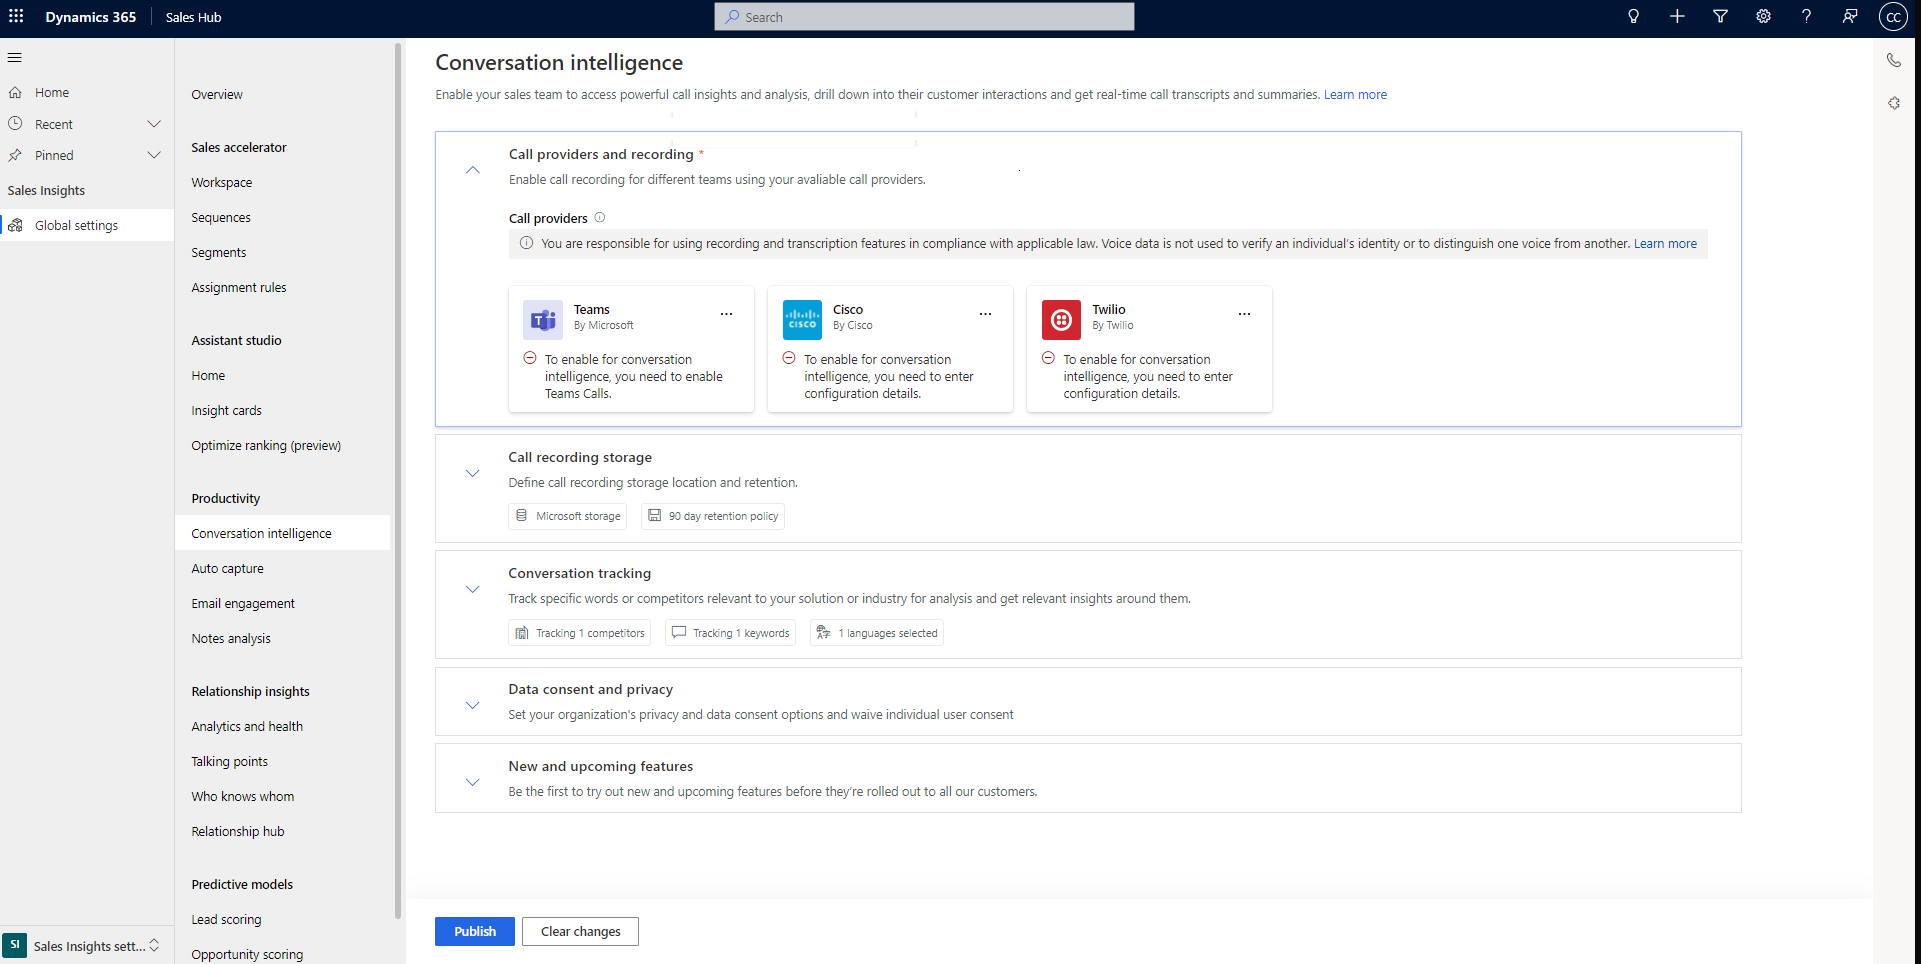 Dynamics 365
Sales Hub
Search
CC
Home
Recent
Pinned
Sales Insights
Global settings
SI
Sales Insights sett...
Overview
Sales accelerator
Workspace
Sequences
Segments
Assignment rules
Assistant studio
Home
Insight cards
Optimize ranking (preview)
Productivity
Conversation intelligence
Auto capture
Email engagement
Notes analysis
Relationship insights
Analytics and health
Talking points
Who knows whom
Relationship hub
Predictive models
Lead scoring
Opportunity scoring
Conversation intelligence
Enable your sales team to access powerful call insights and analysis, drill down into their customer interactions and get real-time call transcripts and summaries. Learn more
Call providers and recording *
Enable call recording for different teams using your avaliable call providers.
Call providers
You are responsible for using recording and transcription features in compliance with applicable law. Voice data is not used to verify an individual's identity or to distinguish one voice from another. Learn more
Teams
By Microsoft
To enable for conversation
intelligence, you need to enable
Teams Calls.
CISCO
Cisco
By Cisco
To enable for conversation
intelligence, you need to enter
configuration details.
Twilio
By Twilio
To enable for conversation
intelligence, you need to enter
configuration details.
Call recording storage
Define call recording storage location and retention.
Microsoft storage
90 day retention policy
Conversation tracking
Track specific words or competitors relevant to your solution or industry for analysis and get relevant insights around them.
Tracking 1 competitors
Tracking 1 keywords
1 languages selected
Data consent and privacy
Set your organization's privacy and data consent options and waive individual user consent
New and upcoming features
Be the first to try out new and upcoming features before they're rolled out to all our customers.
Publish
Clear changes